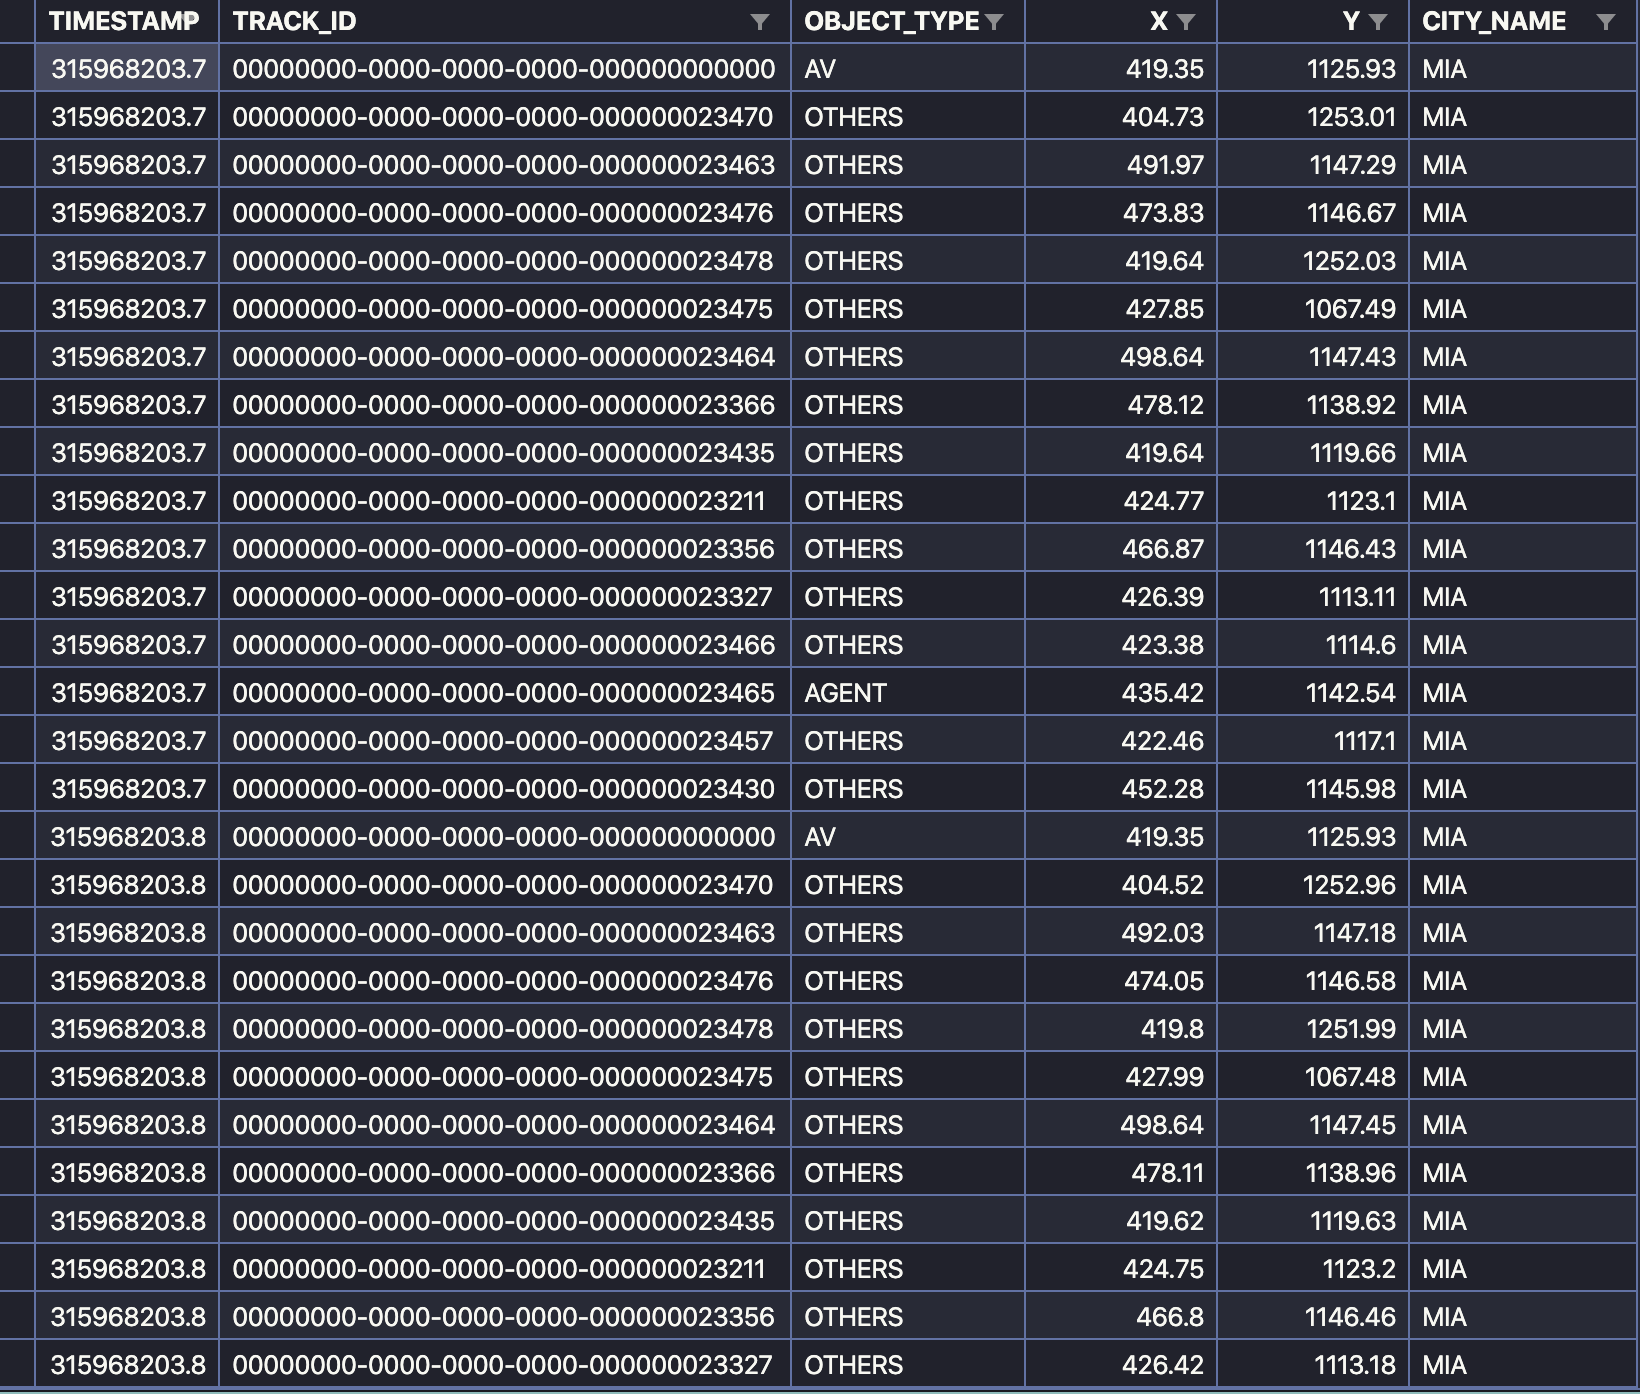 TIMESTAMP TRACK_ID OBJECT_TYPE X Y CITY_NAME
315968203.7 00000000-0000-0000-0000-000000000000 AV 419.35 1125.93 MIA
315968203.7 00000000-0000-0000-0000-000000023470 OTHERS 404.73 1253.01 MIA
315968203.7 00000000-0000-0000-0000-000000023463 OTHERS 491.97 1147.29 MIA
315968203.7 00000000-0000-0000-0000-000000023476 OTHERS 473.83 1146.67 MIA
315968203.7 00000000-0000-0000-0000-000000023478 OTHERS 419.64 1252.03 MIA
315968203.7 00000000-0000-0000-0000-000000023475 OTHERS 427.85 1067.49 MIA
315968203.7 00000000-0000-0000-0000-000000023464 OTHERS 498.64 1147.43 MIA
315968203.7 00000000-0000-0000-0000-000000023366 OTHERS 478.12 1138.92 MIA
315968203.7 00000000-0000-0000-0000-000000023435 OTHERS 419.64 1119.66 MIA
315968203.7 00000000-0000-0000-0000-000000023211 OTHERS 424.77 1123.1 MIA
315968203.7 00000000-0000-0000-0000-000000023356 OTHERS 466.87 1146.43 MIA
315968203.7 00000000-0000-0000-0000-000000023327 OTHERS 426.39 1113.11 MIA
315968203.7 00000000-0000-0000-0000-000000023466 OTHERS 423.38 1114.6 MIA
315968203.7 00000000-0000-0000-0000-000000023465 AGENT 435.42 1142.54 MIA
315968203.7 00000000-0000-0000-0000-000000023457 OTHERS 422.46 1117.1 MIA
315968203.7 00000000-0000-0000-0000-000000023430 OTHERS 452.28 1145.98 MIA
315968203.8 00000000-0000-0000-0000-000000000000 AV 419.35 1125.93 MIA
315968203.8 00000000-0000-0000-0000-000000023470 OTHERS 404.52 1252.96 MIA
315968203.8 00000000-0000-0000-0000-000000023463 OTHERS 492.03 1147.18 MIA
315968203.8 00000000-0000-0000-0000-000000023476 OTHERS 474.05 1146.58 MIA
315968203.8 00000000-0000-0000-0000-000000023478 OTHERS 419.8 1251.99 MIA
315968203.8 00000000-0000-0000-0000-000000023475 OTHERS 427.99 1067.48 MIA
315968203.8 00000000-0000-0000-0000-000000023464 OTHERS 498.64 1147.45 MIA
315968203.8 00000000-0000-0000-0000-000000023366 OTHERS 478.11 1138.96 MIA
315968203.8 00000000-0000-0000-0000-000000023435 OTHERS 419.62 1119.63 MIA
315968203.8 00000000-0000-0000-0000-000000023211 OTHERS 424.75 1123.2 MIA
315968203.8 00000000-0000-0000-0000-000000023356 OTHERS 466.8 1146.46 MIA
315968203.8 00000000-0000-0000-0000-000000023327 OTHERS 426.42 1113.18 MIA